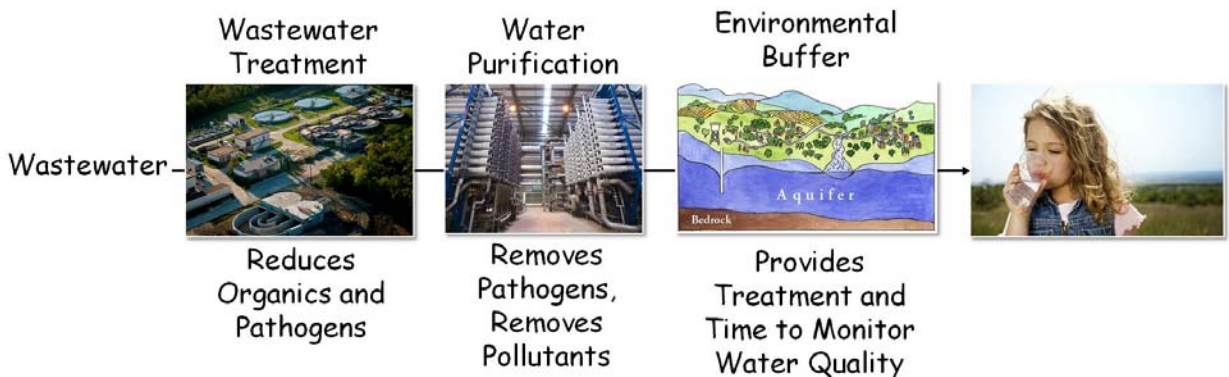 Wastewater
Treatment
Water
Purification
Environmental
Buffer
Wastewater
Aquifer
Bedrock
Reduces
Organics and
Pathogens
Removes
Pathogens,
Removes
Pollutants
Provides
Treatment and
Time to Monitor
Water Quality